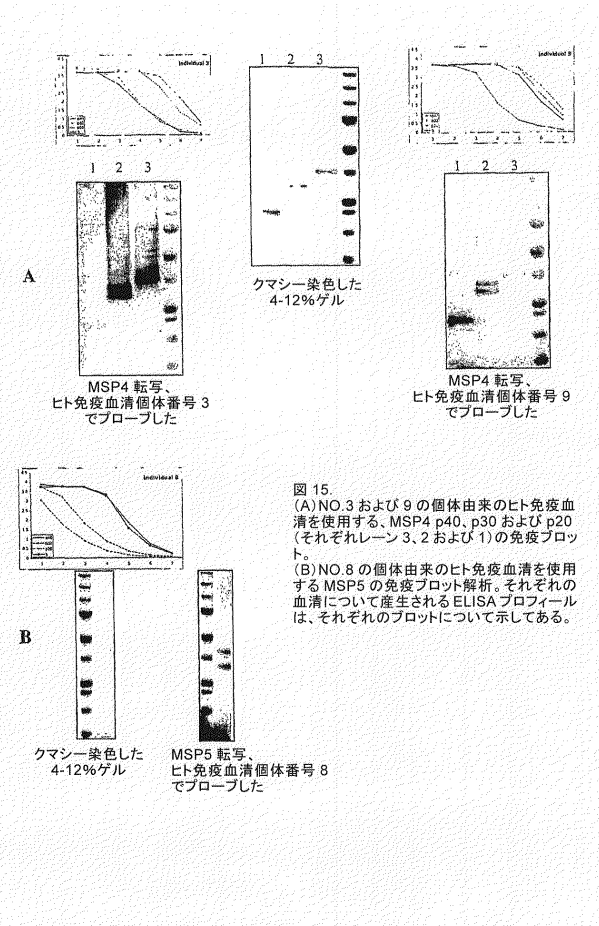 Individual 3
1 2 3
Individual 9
1 2 3
1 2 3
A
クマシー染色した
4-12%ゲル
MSP4 転写、
ヒト免疫血清個体番号 3
でプローブした
MSP4 転写、
ヒト免疫血清個体番号 9
でプローブした
Individual 8
図 15.
(A)NO.3 および 9 の個体由来のヒト免疫血
清を使用する、MSP4 p40、p30 および p20
(それぞれレーン 3、2 および 1)の免疫ブロッ
ト。
(B)NO.8 の個体由来のヒト免疫血清を使用
するMSP5 の免疫ブロット解析。それぞれの
血清について産生されるELISAプロフィール
は、それぞれのブロットについて示してある。
B
クマシー染色した
4-12%ゲル
MSP5 転写、
ヒト免疫血清個体番号 8
でプローブした